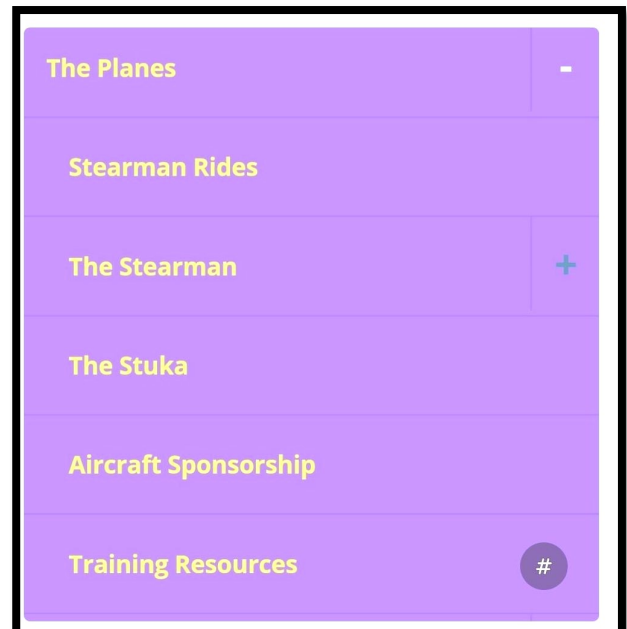 The Planes -
Stearman Rides
The Stearman +
The Stuka
Aircraft Sponsorship
Training Resources #